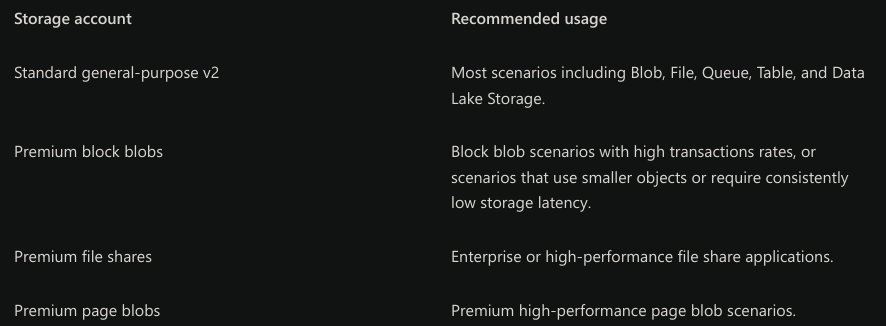 Storage account Recommended usage
Standard general-purpose v2 Most scenarios including Blob, File, Queue, Table, and Data
Lake Storage.
Premium block blobs Block blob scenarios with high transactions rates, or
scenarios that use smaller objects or require consistently
low storage latency.
Premium file shares Enterprise or high-performance file share applications.
Premium page blobs Premium high-performance page blob scenarios.